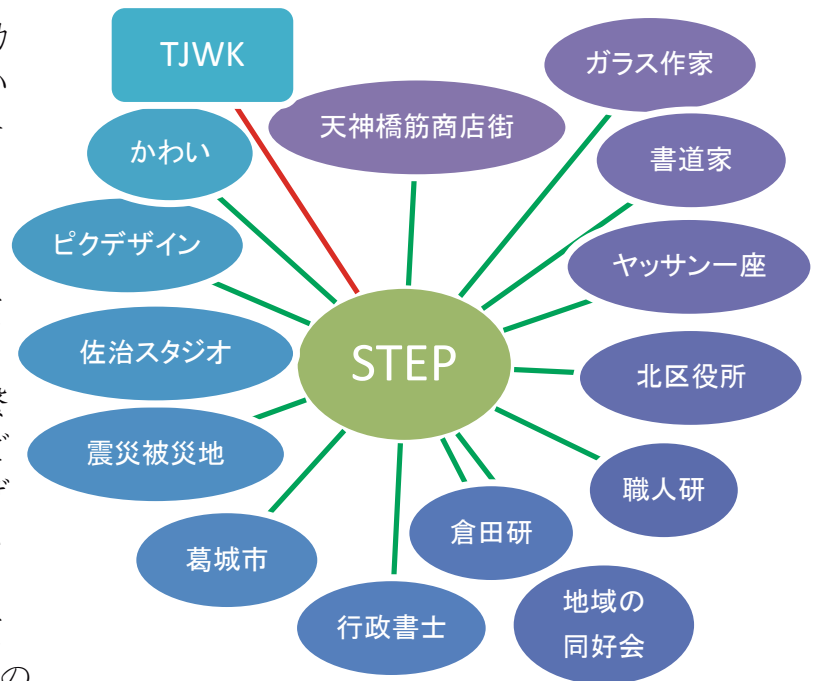 TJWK
ガラス作家
天神橋筋商店街
かわい
書道家
ピクデザイン
ヤッサン一座
佐治スタジオ
STEP
北区役所
震災被災地
職人研
倉田研
葛城市
地域の
同好会
行政書士
の